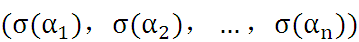 (σ(α₁), σ(α₂), …, σ(αₙ))